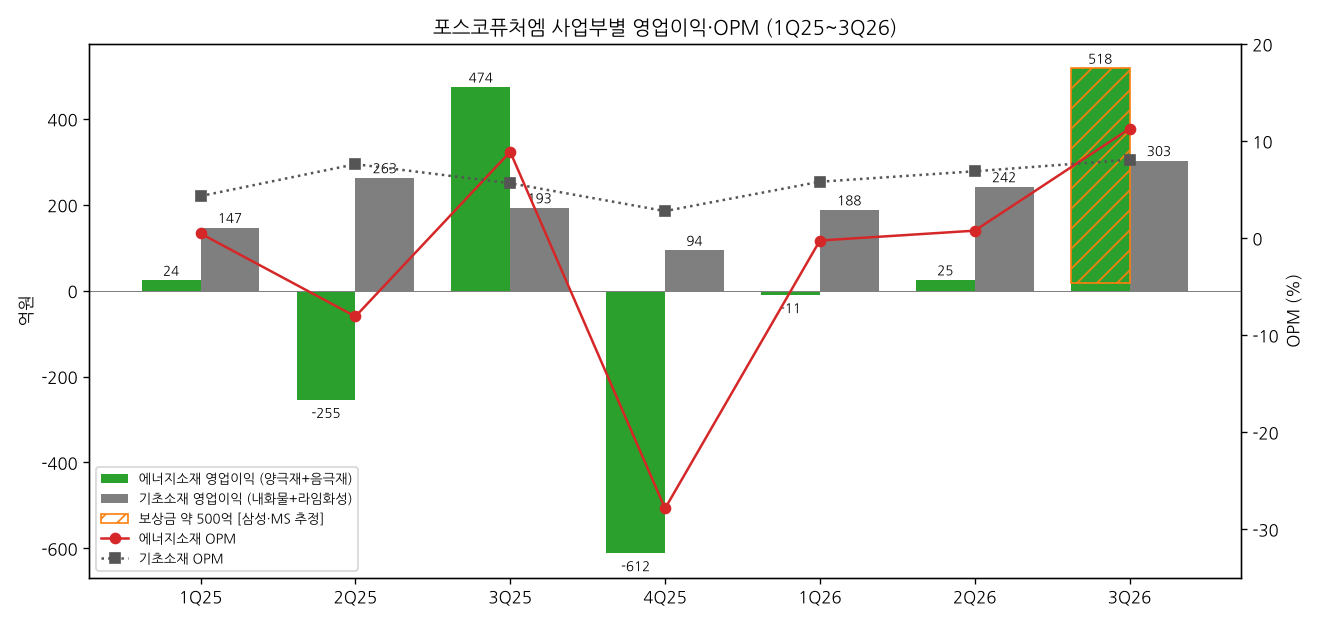 포스코퓨처엠 사업부별 영업이익·OPM (1Q25~3Q26)
억원
400
200
0
-200
-400
-600
20
10
0
-10
-20
-30
OPM (%)
24
147
-255
263
474
193
-612
94
-11
188
25
242
518
303
에너지소재 영업이익 (양극재+음극재)
기초소재 영업이익 (내화물+라임화성)
보상금 약 500억 [삼성·MS 추정]
에너지소재 OPM
기초소재 OPM
1Q25 2Q25 3Q25 4Q25 1Q26 2Q26 3Q26